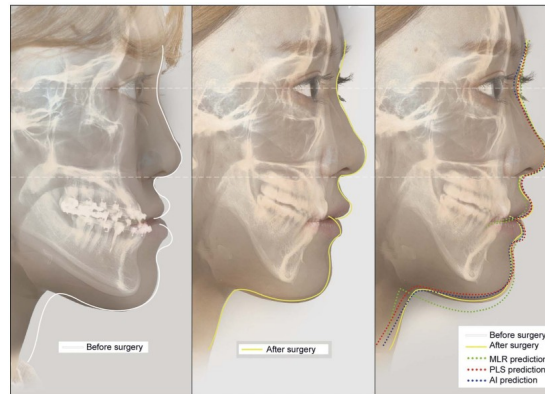 Before surgery
After surgery
Before surgery
After surgery
MLR prediction
PLS prediction
AI prediction